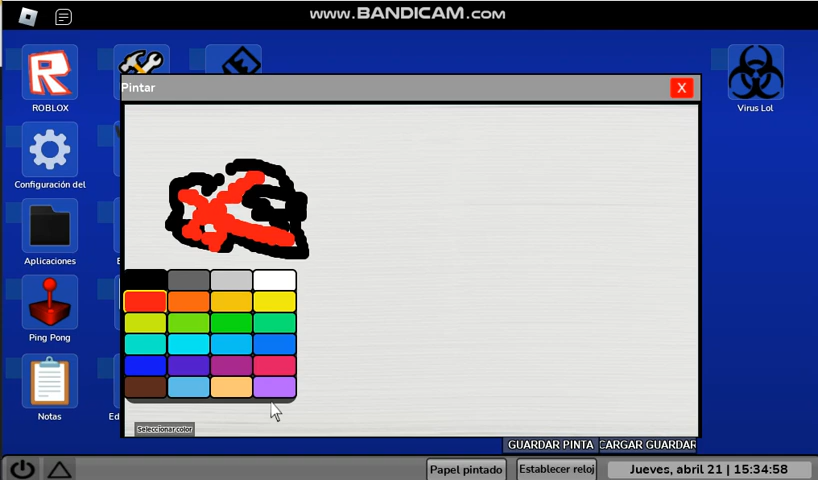 www.BANDICAM.com
Pintar
X
ROBLOX
Virus Lol
Configuración del
Aplicaciones
Ping Pong
Notas
Seleccionar color
GUARDAR PINTA
CARGAR GUARDAR
Papel pintado
Establecer reloj
Jueves, abril 21 | 15:34:58